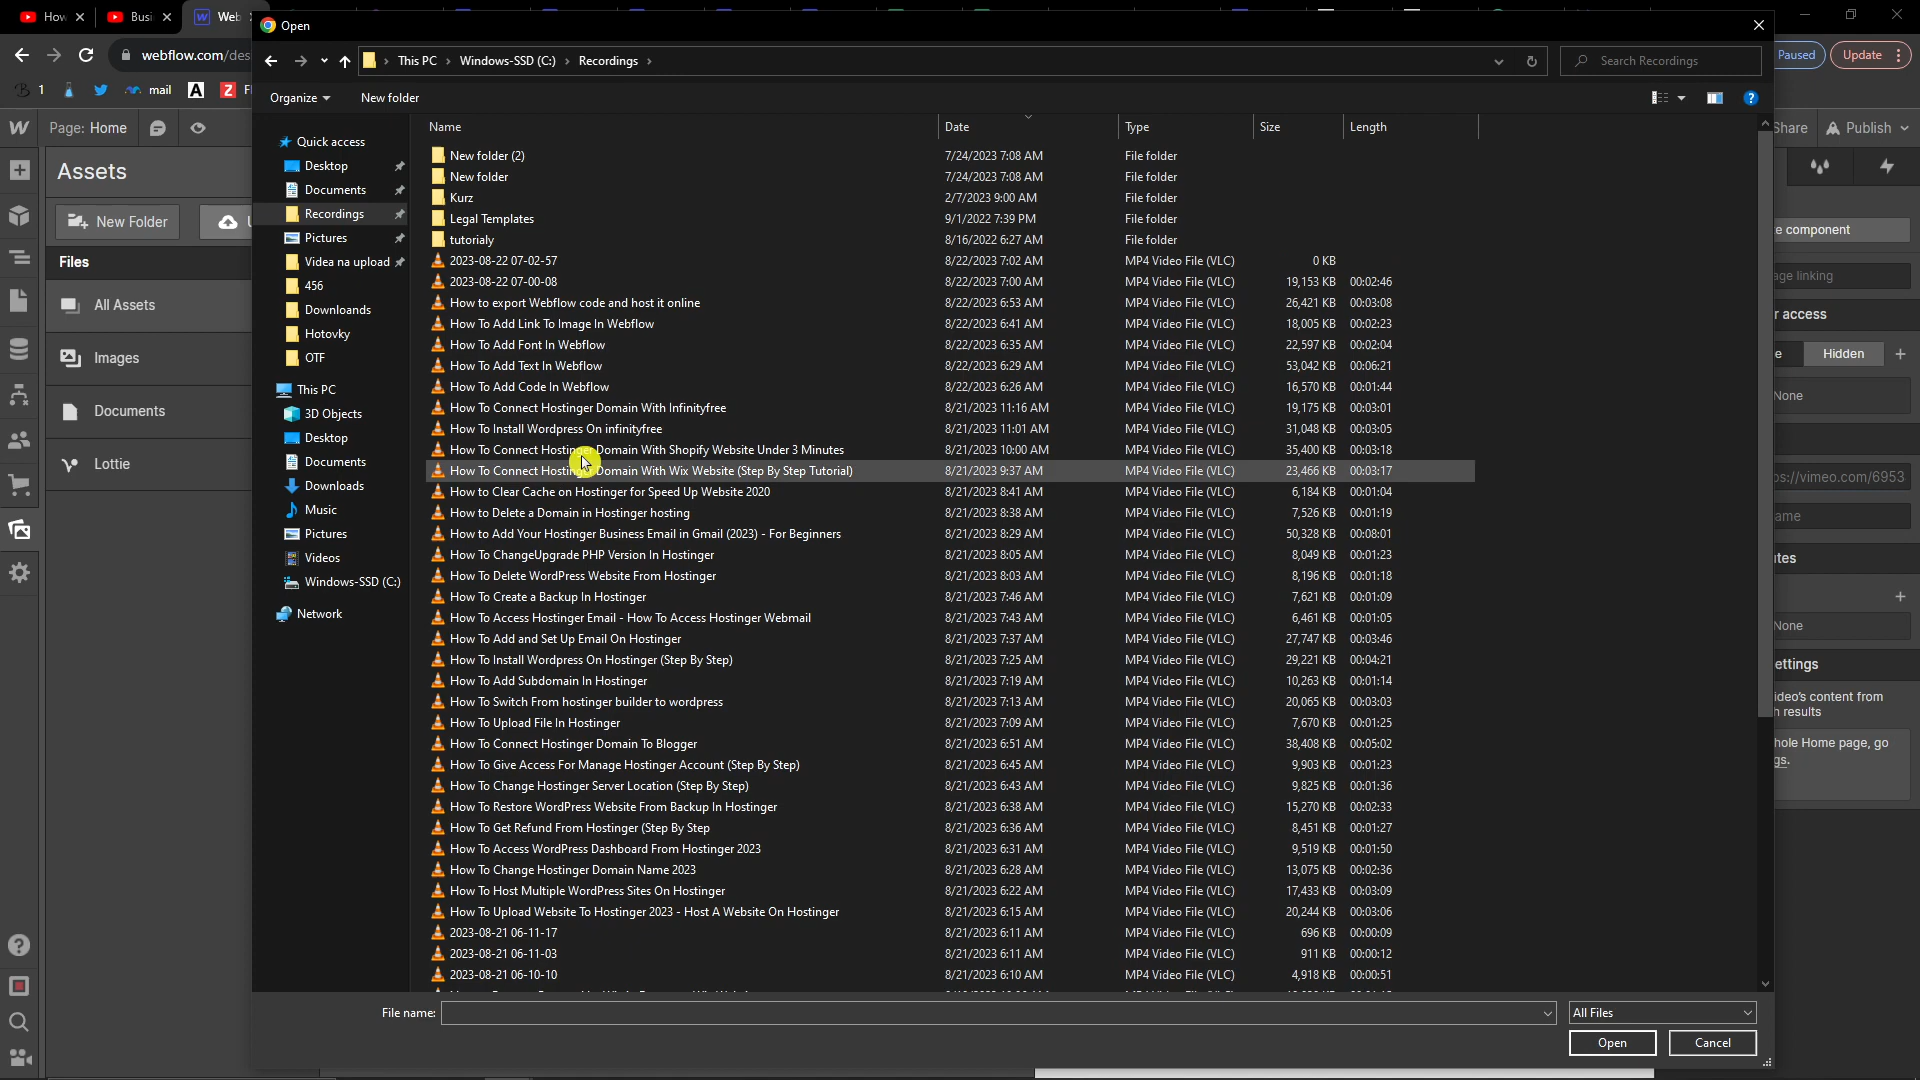 How
Busi
Web
Open
webflow.com/des
This PC
Windows-SSD (C:)
Recordings
Search Recordings
Paused
Update
1
mail
Organize
New folder
Page: Home
Share
Publish
Assets
New Folder
Files
All Assets
Images
Documents
Lottie
Quick access
Desktop
Documents
Recordings
Pictures
Videa na upload
456
Downloands
Hotovky
OTF
This PC
3D Objects
Desktop
Documents
Downloads
Music
Pictures
Videos
Windows-SSD (C:)
Network
Name Date Type Size Length
New folder (2) 7/24/2023 7:08 AM File folder
New folder 7/24/2023 7:08 AM File folder
Kurz 2/7/2023 9:00 AM File folder
Legal Templates 9/1/2022 7:39 PM File folder
tutorialy 8/16/2022 6:27 AM File folder
2023-08-22 07-02-57 8/22/2023 7:02 AM MP4 Video File (VLC) 0 KB
2023-08-22 07-00-08 8/22/2023 7:00 AM MP4 Video File (VLC) 19,153 KB 00:02:46
How to export Webflow code and host it online 8/22/2023 6:53 AM MP4 Video File (VLC) 26,421 KB 00:03:08
How To Add Link To Image In Webflow 8/22/2023 6:41 AM MP4 Video File (VLC) 18,005 KB 00:02:23
How To Add Font In Webflow 8/22/2023 6:35 AM MP4 Video File (VLC) 22,597 KB 00:02:04
How To Add Text In Webflow 8/22/2023 6:29 AM MP4 Video File (VLC) 53,042 KB 00:06:21
How To Add Code In Webflow 8/22/2023 6:26 AM MP4 Video File (VLC) 16,570 KB 00:01:44
How To Connect Hostinger Domain With Infinityfree 8/21/2023 11:16 AM MP4 Video File (VLC) 19,175 KB 00:03:01
How To Install Wordpress On infinityfree 8/21/2023 11:01 AM MP4 Video File (VLC) 31,048 KB 00:03:05
How To Connect Hostinger Domain With Shopify Website Under 3 Minutes 8/21/2023 10:00 AM MP4 Video File (VLC) 35,400 KB 00:03:18
How To Connect Hostinger Domain With Wix Website (Step By Step Tutorial) 8/21/2023 9:37 AM MP4 Video File (VLC) 23,466 KB 00:03:17
How to Clear Cache on Hostinger for Speed Up Website 2020 8/21/2023 8:41 AM MP4 Video File (VLC) 6,184 KB 00:01:04
How to Delete a Domain in Hostinger hosting 8/21/2023 8:38 AM MP4 Video File (VLC) 7,526 KB 00:01:19
How to Add Your Hostinger Business Email in Gmail (2023) - For Beginners 8/21/2023 8:29 AM MP4 Video File (VLC) 50,328 KB 00:08:01
How To ChangeUpgrade PHP Version In Hostinger 8/21/2023 8:05 AM MP4 Video File (VLC) 8,049 KB 00:01:23
How To Delete WordPress Website From Hostinger 8/21/2023 8:03 AM MP4 Video File (VLC) 8,196 KB 00:01:18
How To Create a Backup In Hostinger 8/21/2023 7:46 AM MP4 Video File (VLC) 7,621 KB 00:01:09
How To Access Hostinger Email - How To Access Hostinger Webmail 8/21/2023 7:43 AM MP4 Video File (VLC) 6,461 KB 00:01:05
How To Add and Set Up Email On Hostinger 8/21/2023 7:37 AM MP4 Video File (VLC) 27,747 KB 00:03:46
How To Install Wordpress On Hostinger (Step By Step) 8/21/2023 7:25 AM MP4 Video File (VLC) 29,221 KB 00:04:21
How To Add Subdomain In Hostinger 8/21/2023 7:19 AM MP4 Video File (VLC) 10,263 KB 00:01:14
How To Switch From hostinger builder to wordpress 8/21/2023 7:13 AM MP4 Video File (VLC) 20,065 KB 00:03:03
How To Upload File In Hostinger 8/21/2023 7:09 AM MP4 Video File (VLC) 7,670 KB 00:01:25
How To Connect Hostinger Domain To Blogger 8/21/2023 6:51 AM MP4 Video File (VLC) 38,408 KB 00:05:02
How To Give Access For Manage Hostinger Account (Step By Step) 8/21/2023 6:45 AM MP4 Video File (VLC) 9,903 KB 00:01:23
How To Change Hostinger Server Location (Step By Step) 8/21/2023 6:43 AM MP4 Video File (VLC) 9,825 KB 00:01:36
How To Restore WordPress Website From Backup In Hostinger 8/21/2023 6:38 AM MP4 Video File (VLC) 15,270 KB 00:02:33
How To Get Refund From Hostinger (Step By Step 8/21/2023 6:36 AM MP4 Video File (VLC) 8,451 KB 00:01:27
How To Access WordPress Dashboard From Hostinger 2023 8/21/2023 6:31 AM MP4 Video File (VLC) 9,519 KB 00:01:50
How To Change Hostinger Domain Name 2023 8/21/2023 6:28 AM MP4 Video File (VLC) 13,075 KB 00:02:36
How To Host Multiple WordPress Sites On Hostinger 8/21/2023 6:22 AM MP4 Video File (VLC) 17,433 KB 00:03:09
How To Upload Website To Hostinger 2023 - Host A Website On Hostinger 8/21/2023 6:15 AM MP4 Video File (VLC) 20,244 KB 00:03:06
2023-08-21 06-11-17 8/21/2023 6:11 AM MP4 Video File (VLC) 696 KB 00:00:09
2023-08-21 06-11-03 8/21/2023 6:11 AM MP4 Video File (VLC) 911 KB 00:00:12
2023-08-21 06-10-10 8/21/2023 6:10 AM MP4 Video File (VLC) 4,918 KB 00:00:51
e component
age linking
r access
e
Hidden
None
ps://vimeo.com/6953
ame
utes
None
ettings
ideo's content from
h results
hole Home page, go
gs.
File name:
All Files
Open
Cancel